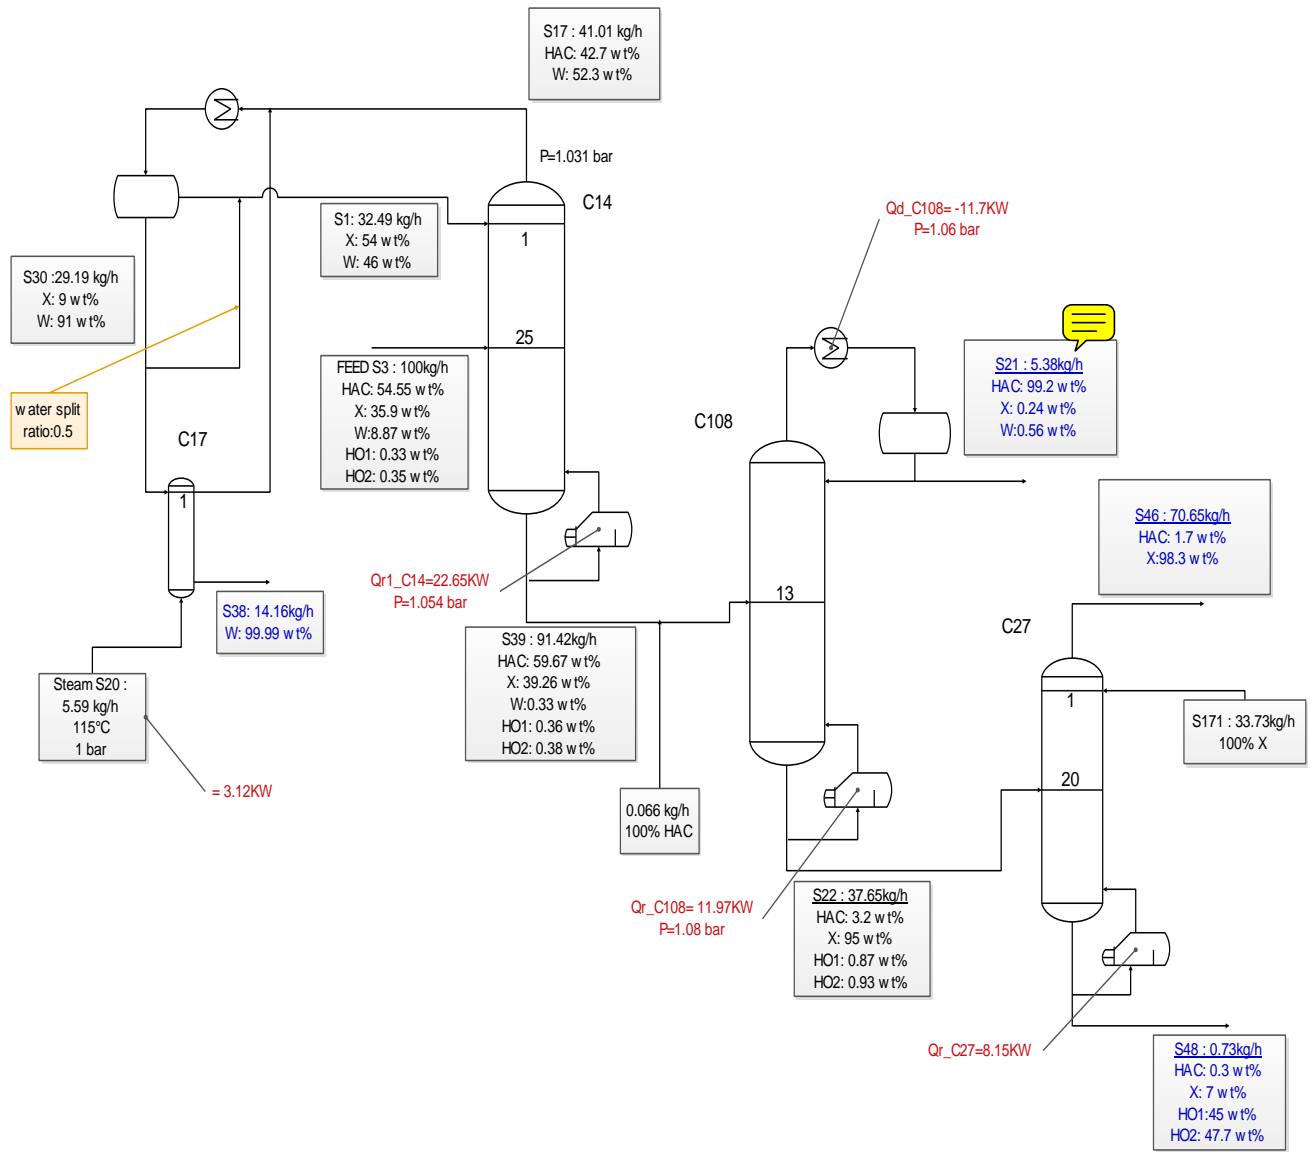 S17 : 41.01 kg/h
HAC: 42.7 wt%
W: 52.3 wt%
P=1.031 bar
C14
S1: 32.49 kg/h
X: 54 wt%
W: 46 wt%
1
Qd_C108= -11.7KW
P=1.06 bar
S30 :29.19 kg/h
X: 9 wt%
W: 91 wt%
25
FEED S3 : 100kg/h
HAC: 54.55 wt%
X: 35.9 wt%
W:8.87 wt%
HO1: 0.33 wt%
HO2: 0.35 wt%
S21 : 5.38kg/h
HAC: 99.2 wt%
X: 0.24 wt%
W:0.56 wt%
water split
ratio:0.5
C17
C108
1
S46 : 70.65kg/h
HAC: 1.7 wt%
X:98.3 wt%
Qr1_C14=22.65KW
P=1.054 bar
13
S38: 14.16kg/h
W: 99.99 wt%
C27
S39 : 91.42kg/h
HAC: 59.67 wt%
X: 39.26 wt%
W:0.33 wt%
HO1: 0.36 wt%
HO2: 0.38 wt%
Steam S20 :
5.59 kg/h
115°C
1 bar
1
S171 : 33.73kg/h
100% X
= 3.12KW
20
0.066 kg/h
100% HAC
Qr_C108= 11.97KW
P=1.08 bar
S22 : 37.65kg/h
HAC: 3.2 wt%
X: 95 wt%
HO1: 0.87 wt%
HO2: 0.93 wt%
Qr_C27=8.15KW
S48 : 0.73kg/h
HAC: 0.3 wt%
X: 7 wt%
HO1:45 wt%
HO2: 47.7 wt%